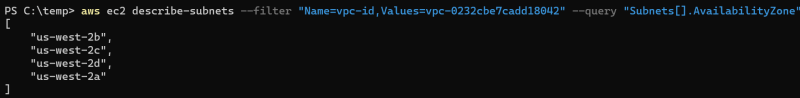 PS C:\temp> aws ec2 describe-subnets --filter "Name=vpc-id,Values=vpc-0232cbe7cadd18042" --query "Subnets[].AvailabilityZone"
[
    "us-west-2b",
    "us-west-2c",
    "us-west-2d",
    "us-west-2a"
]